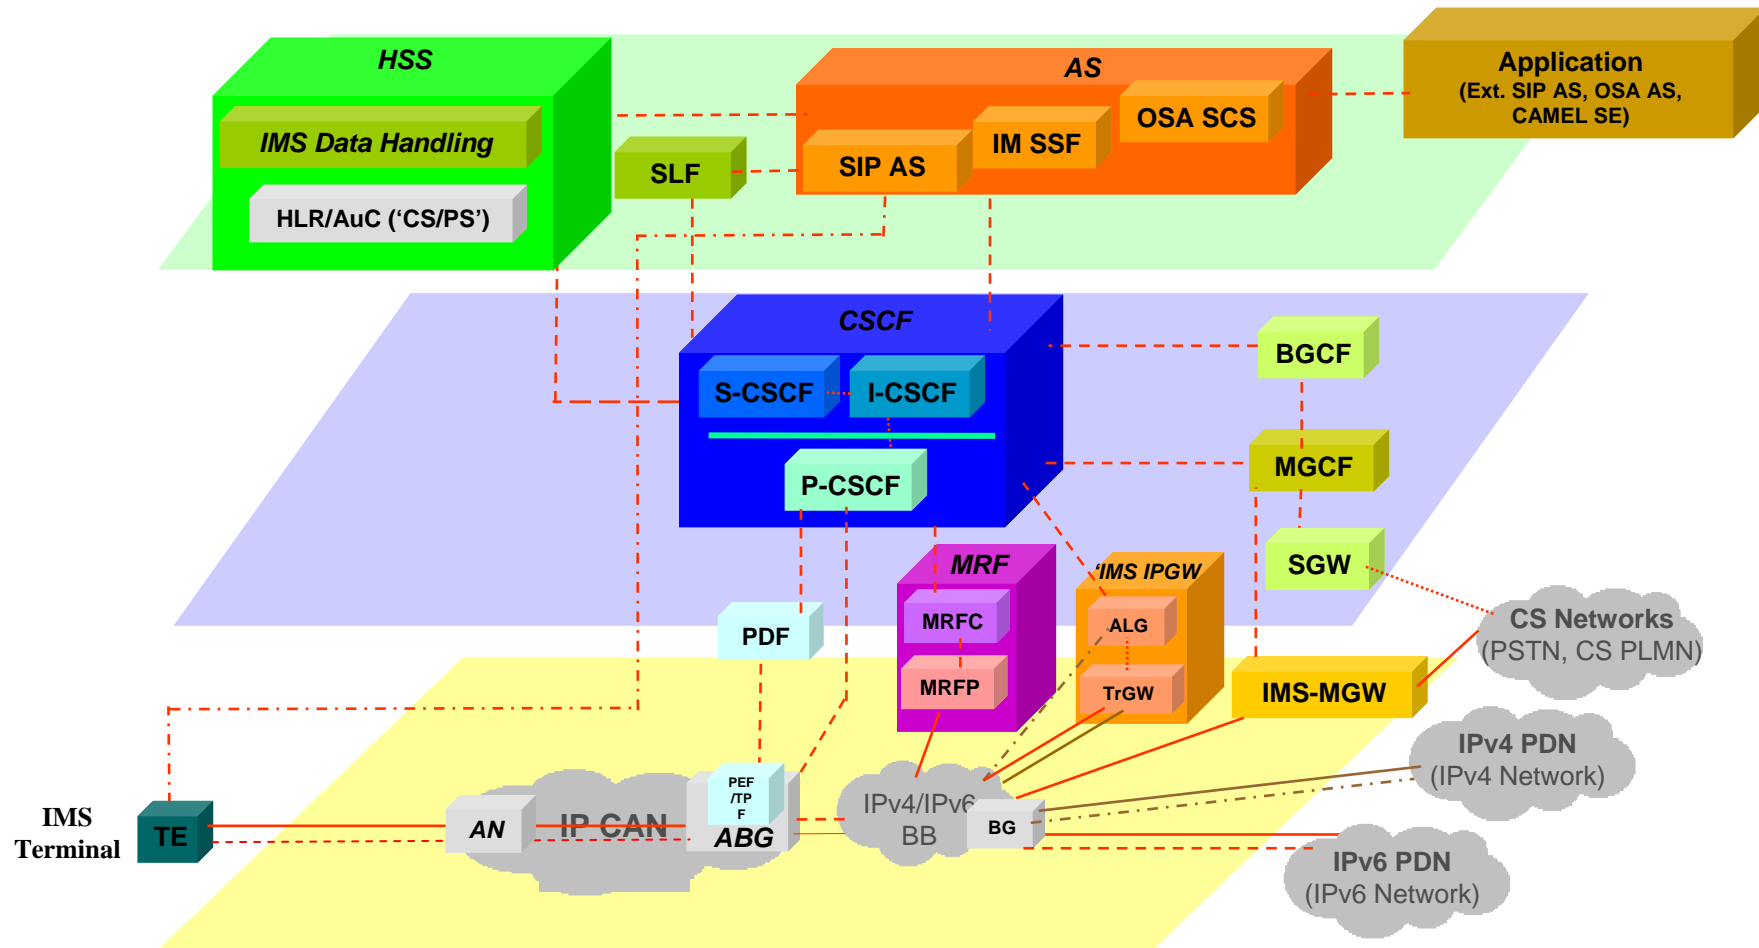 HSS
AS
Application
(Ext. SIP AS, OSA AS,
CAMEL SE)
IMS Data Handling
OSA SCS
IM SSF
SLF
SIP AS
HLR/AuC (‘CS/PS’)
CSCF
BGCF
S-CSCF
I-CSCF
MGCF
P-CSCF
SGW
MRF
‘IMS IPGW
CS Networks
(PSTN, CS PLMN)
PDF
MRFC
ALG
MRFP
TrGW
IMS-MGW
IPv4 PDN
(IPv4 Network)
PEF
/TP
F
IPv4/IPv6
BB
IMS
Terminal
TE
AN
IP CAN
ABG
BG
IPv6 PDN
(IPv6 Network)